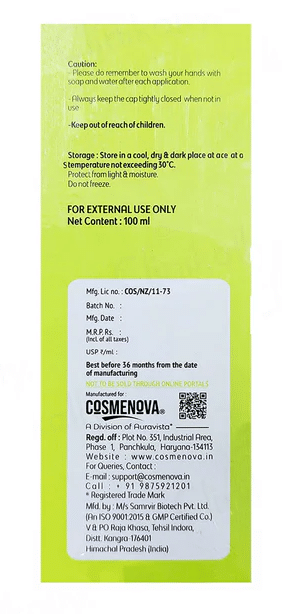 Caution:
- Please do remember to wash your hands with
soap and water after each application.
- Always keep the cap tightly closed when not in
use
-Keep out of reach of children.
Storage : Store in a cool, dry & dark place at a c e at a
S temperature not exceeding 30°C.
Protect from light & moisture.
Do not freeze.
FOR EXTERNAL USE ONLY
Net Content : 100 ml
Mfg. Lic no. : COS/NZ/11-73
Batch No. :
Mfg. Date :
M.R.P. Rs. :
(Incl. of all taxes)
USP ₹/ml :
Best before 36 months from the date
of manufacturing
NOT TO BE SOLD THROUGH ONLINE PORTALS
Manufactured for :
COSMENOVA®
A Division of Auravista*
Regd. off : Plot No. 351, Industrial Area,
Phase 1, Panchkula, Haryana-134113
Website : www.cosmenova.in
For Queries, Contact :
E-mail : support@cosmenova.in
Call : + 91 9875921201
* Registered Trade Mark
Mfd. by : M/s Samrvir Biotech Pvt. Ltd.
(An ISO 9001:2015 & GMP Certified Co.)
V & PO Raja Khasa, Tehsil Indora,
Distt. Kangra-176401
Himachal Pradesh (India)